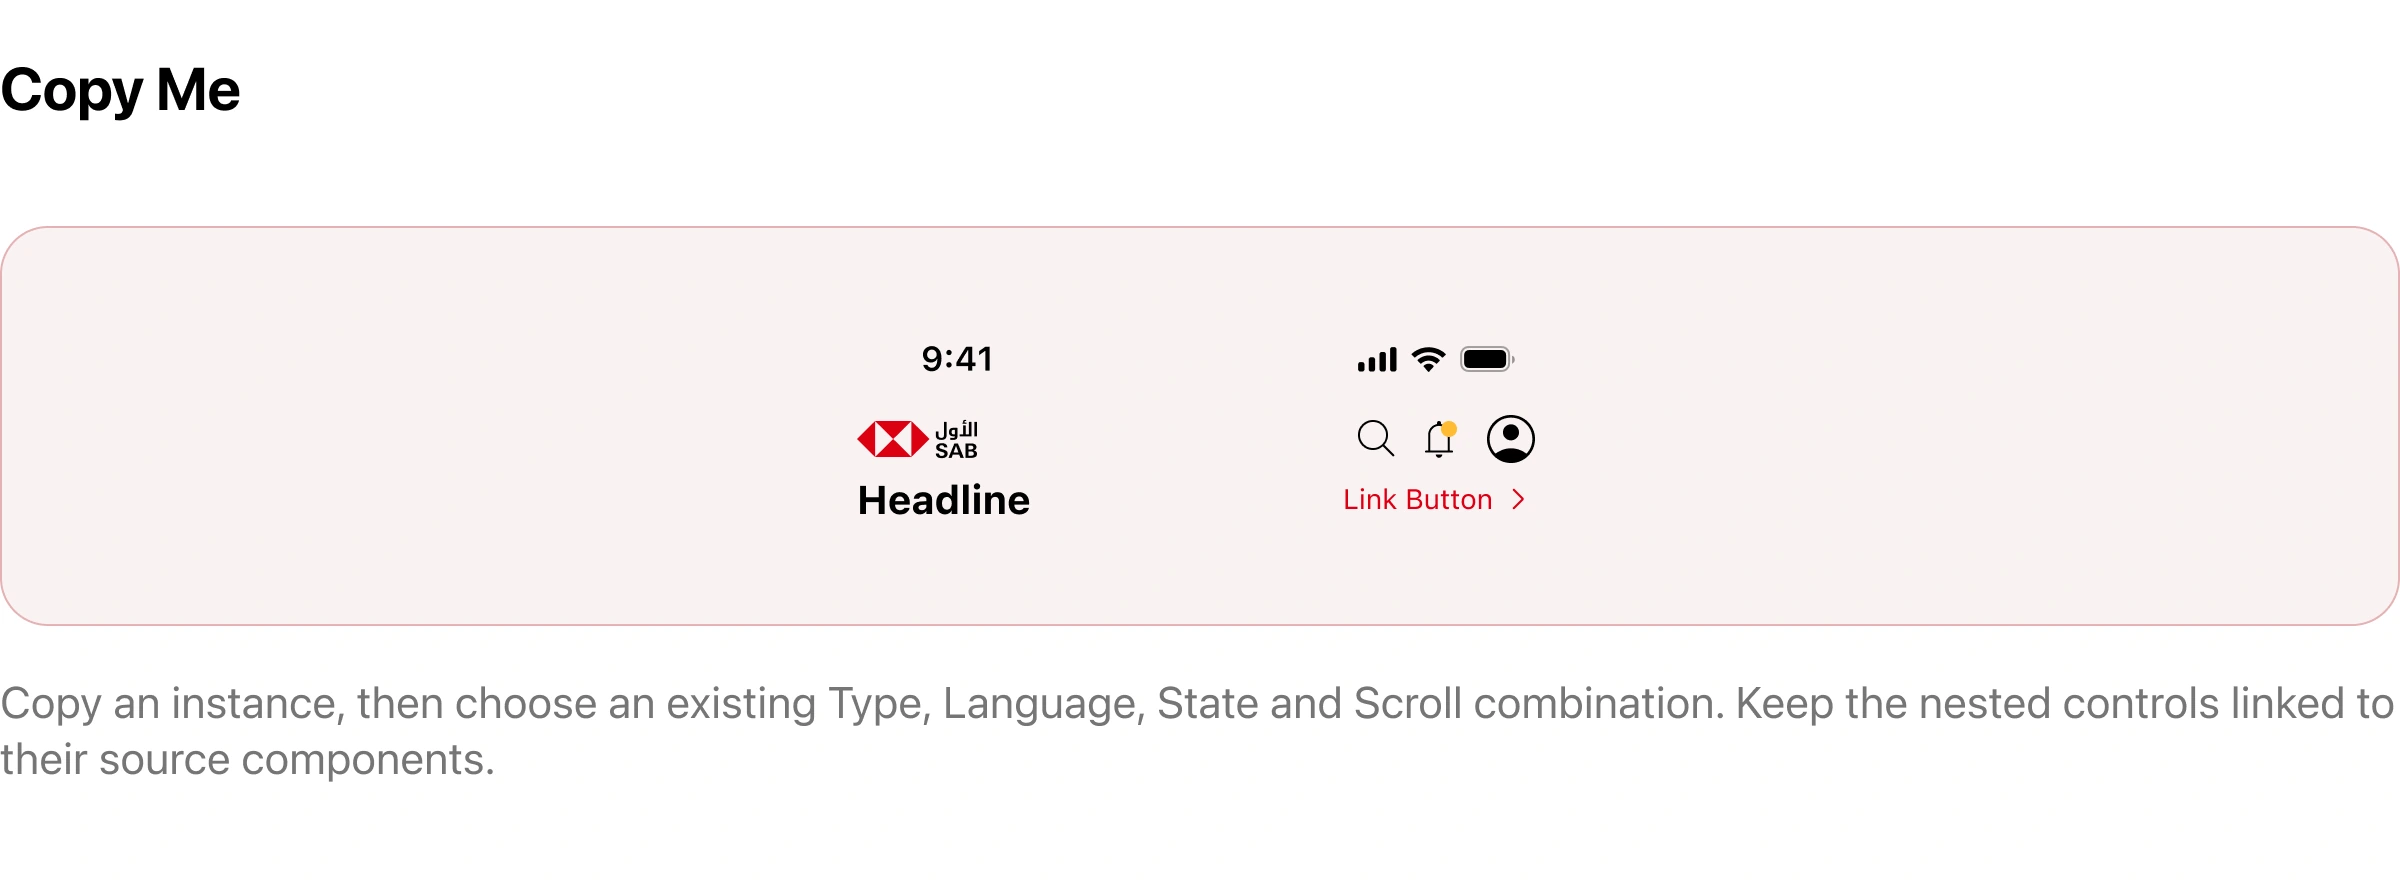 Copy Me
9:41
الأول
SAB
Headline
Link Button
Copy an instance, then choose an existing Type, Language, State and Scroll combination. Keep the nested controls linked to
their source components.